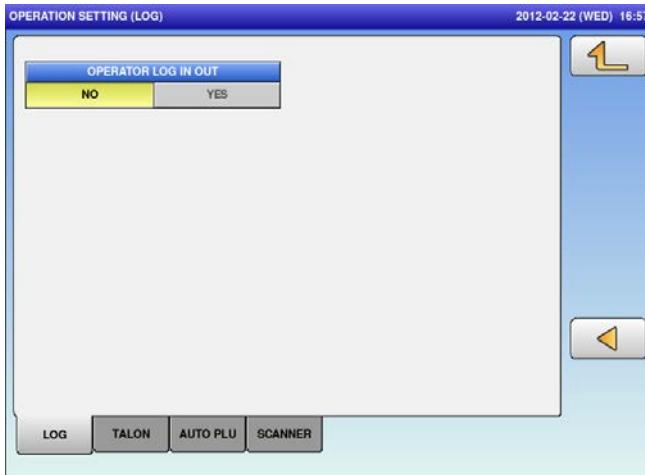 OPERATION SETTING (LOG) 2012-02-22 (WED) 16:57
OPERATOR LOG IN OUT
NO YES
LOG TALON AUTO PLU SCANNER